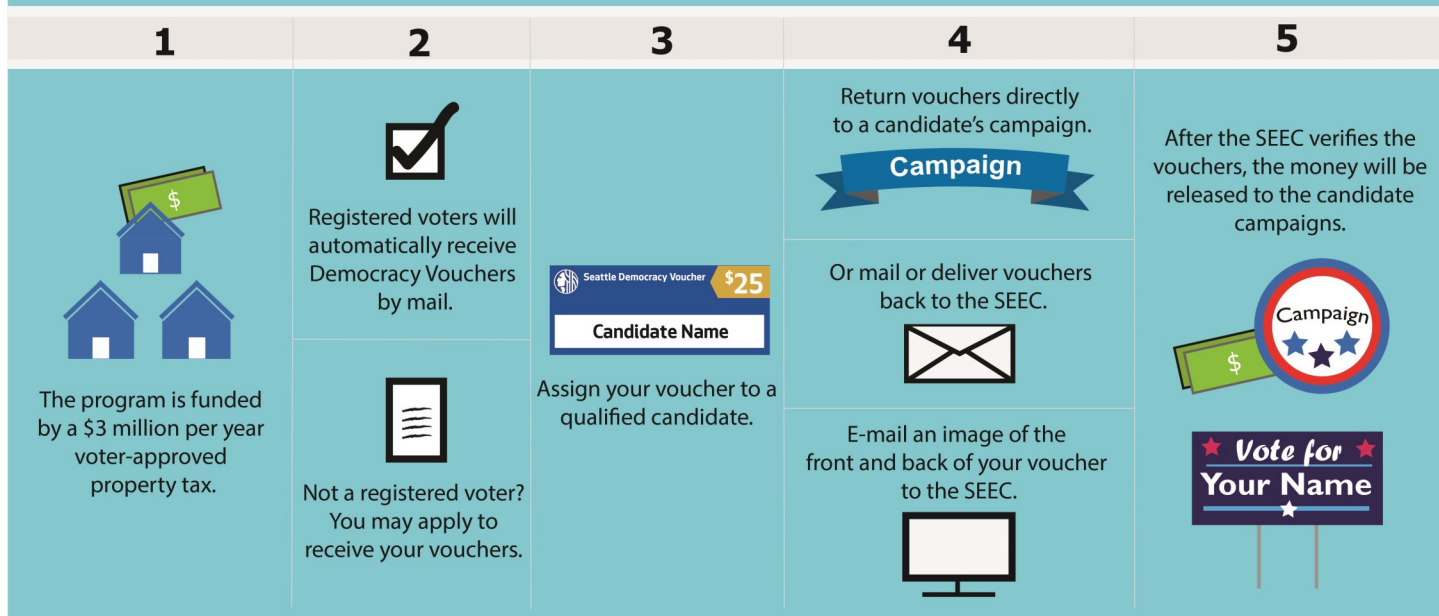 1
$
The program is funded
by a $3 million per year
voter-approved
property tax.
2
Registered voters will
automatically receive
Democracy Vouchers
by mail.
Not a registered voter?
You may apply to
receive your vouchers.
3
Seattle Democracy Voucher $25
Candidate Name
Assign your voucher to a
qualified candidate.
4
Return vouchers directly
to a candidate's campaign.
Campaign
Or mail or deliver vouchers
back to the SEEC.
E-mail an image of the
front and back of your voucher
to the SEEC.
5
After the SEEC verifies the
vouchers, the money will be
released to the candidate
campaigns.
Campaign
$
Vote for
Your Name